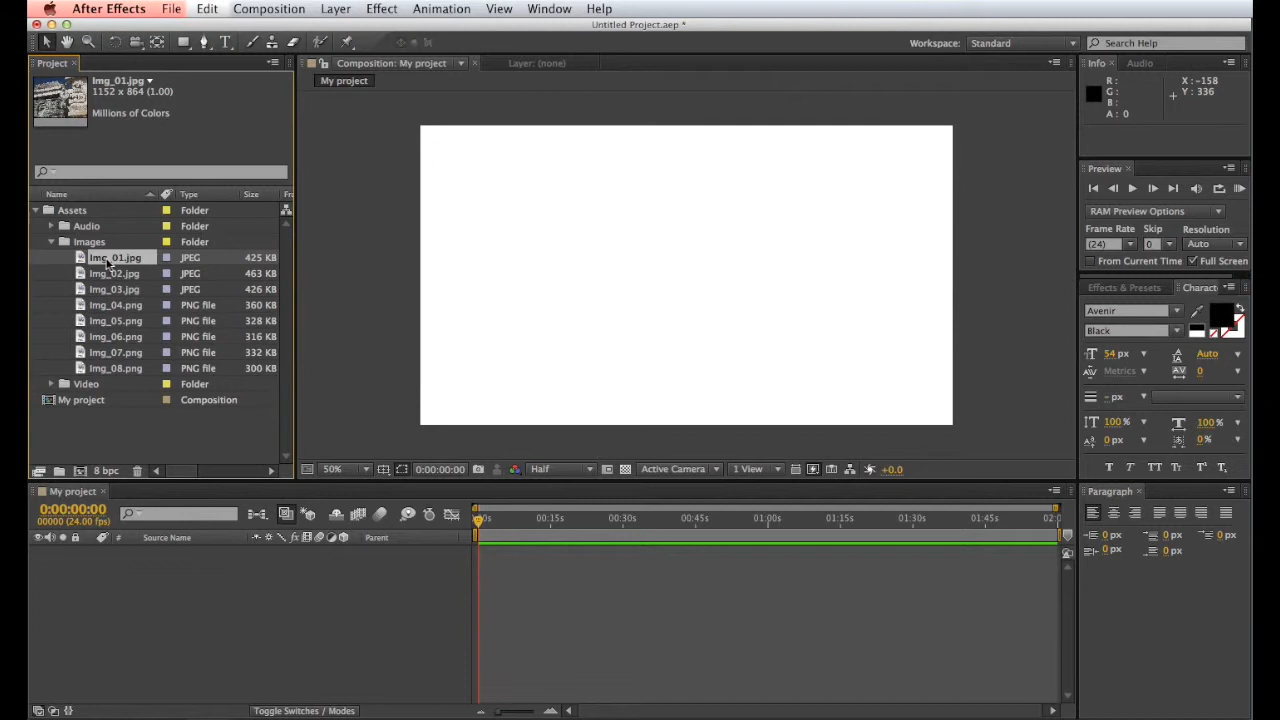 After Effects File Edit Composition Layer Effect Animation View Window Help
Untitled Project.aep *
Workspace: Standard Search Help
Project Composition: My project Layer: (none) Info Audio
My project
Img_01.jpg
1152 x 864 (1.00)
Millions of Colors
R:
G:
B:
A: 0
X: -158
Y: 336
Preview
RAM Preview Options
Frame Rate Skip Resolution
(24) 0 Auto
From Current Time Full Screen
Name Type Size Fra
Assets Folder
Audio Folder
Images Folder
Img_01.jpg JPEG 425 KB
Img_02.jpg JPEG 463 KB
Img_03.jpg JPEG 426 KB
Img_04.png PNG file 360 KB
Img_05.png PNG file 328 KB
Img_06.png PNG file 316 KB
Img_07.png PNG file 332 KB
Img_08.png PNG file 300 KB
Video Folder
My project Composition
Effects & Presets Charact
Avenir
Black
54 px Auto
Metrics 0
- px
100 % 100 %
0 px 0 %
T T TT Tt T¹ T₁
8 bpc
50% 0:00:00:00 Half Active Camera 1 View +0.0
My project
0:00:00:00
00000 (24.00 fps)
# Source Name Parent
00s 00:15s 00:30s 00:45s 01:00s 01:15s 01:30s 01:45s 02:0
Paragraph
0 px 0 px 0 px
0 px 0 px
Toggle Switches / Modes